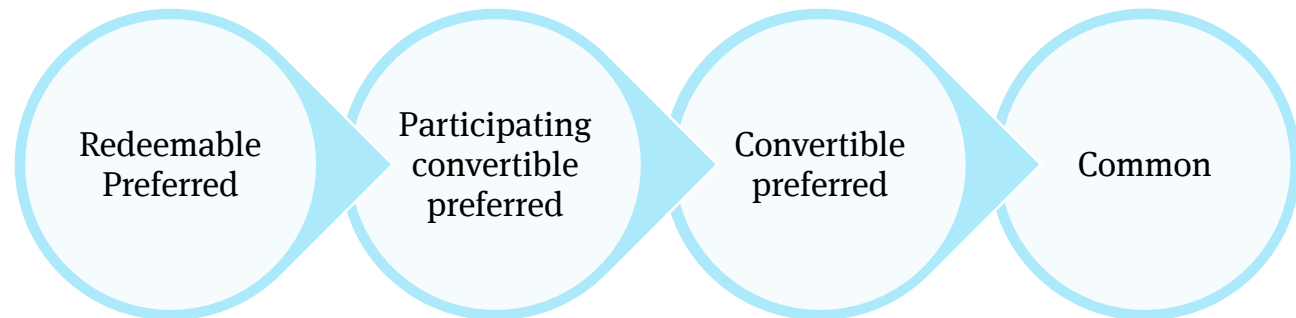 Redeemable
Preferred
Participating
convertible
preferred
Convertible
preferred
Common